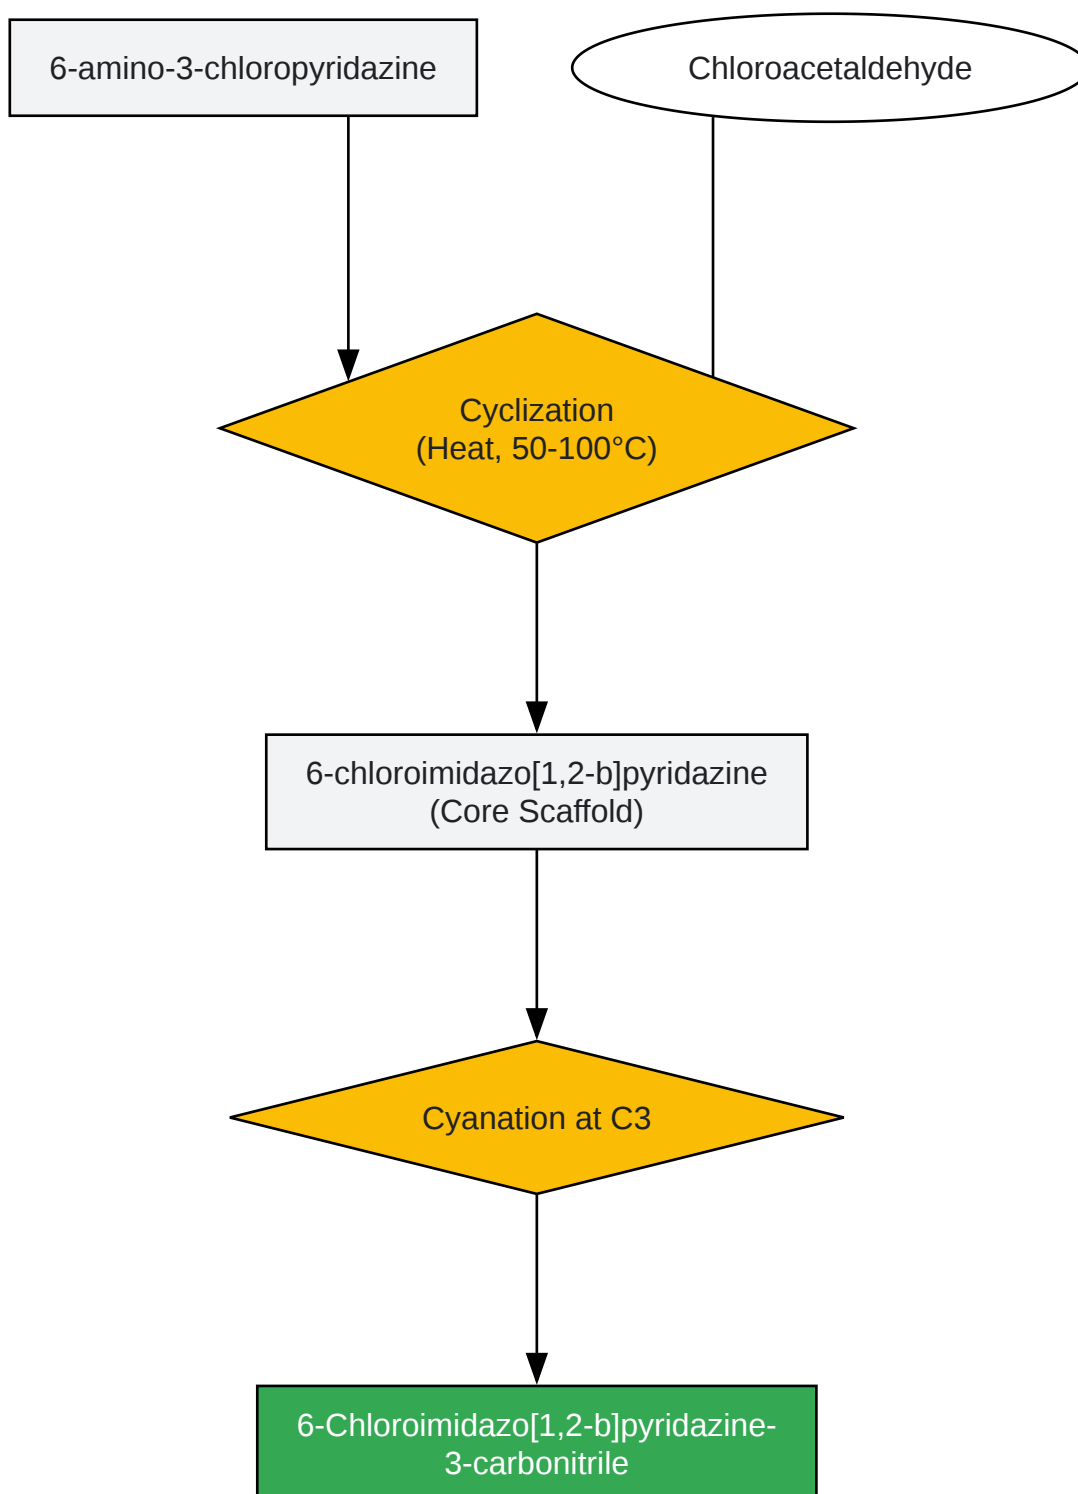 6-amino-3-chloropyridazine
Chloroacetaldehyde
Cyclization
(Heat, 50-100°C)
6-chloroimidazo[1,2-b]pyridazine
(Core Scaffold)
Cyanation at C3
6-Chloroimidazo[1,2-b]pyridazine-
3-carbonitrile